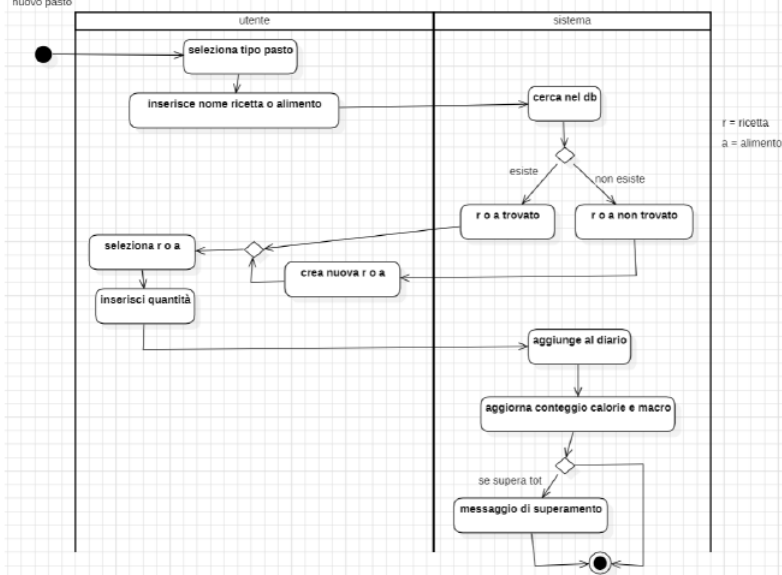 nuovo pasto
utente
sistema
seleziona tipo pasto
inserisce nome ricetta o alimento
cerca nel db
r = ricetta
a = alimento
esiste
non esiste
r o a trovato
r o a non trovato
seleziona r o a
crea nuova r o a
inserisci quantità
aggiunge al diario
aggiorna conteggio calorie e macro
se supera tot
messaggio di superamento